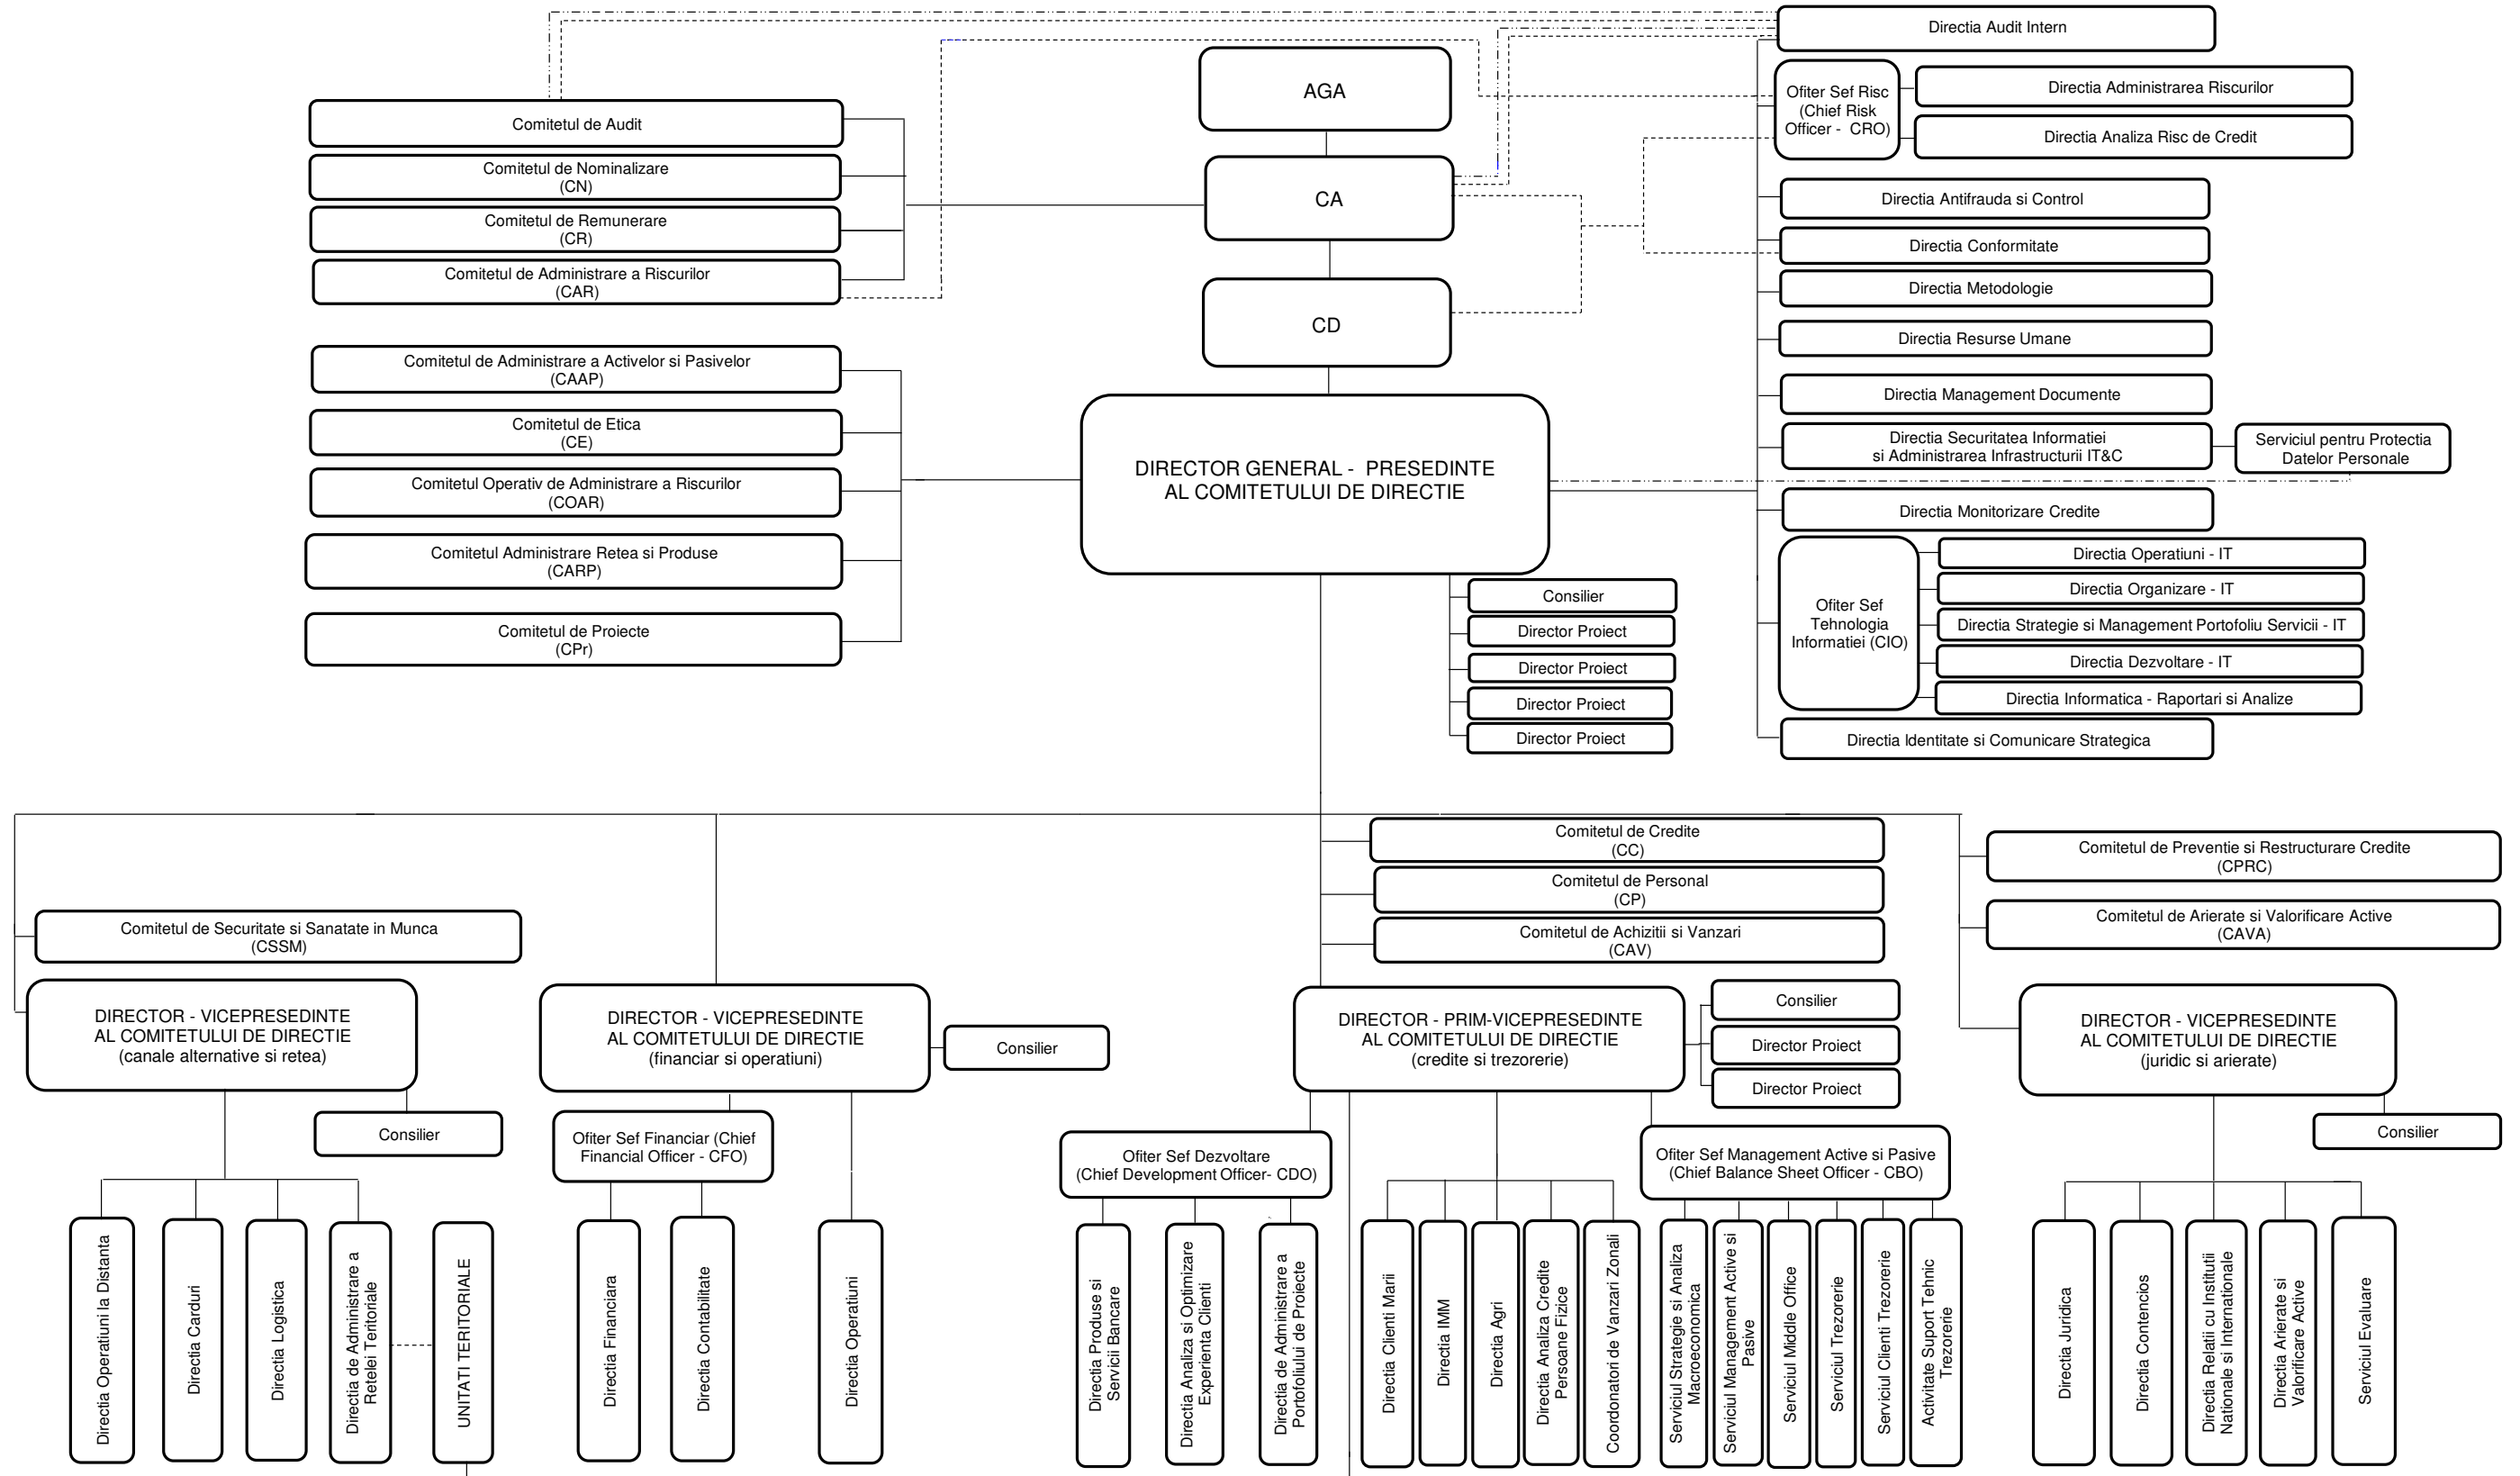 Directia Audit Intern
AGA
Ofiter Sef Risc
(Chief Risk
Officer - CRO)
Directia Administrarea Riscurilor
Directia Analiza Risc de Credit
Comitetul de Audit
Comitetul de Nominalizare
(CN)
Comitetul de Remunerare
(CR)
Comitetul de Administrare a Riscurilor
(CAR)
CA
Directia Antifrauda si Control
Directia Conformitate
Directia Metodologie
CD
Directia Resurse Umane
Directia Management Documente
Directia Securitatea Informatiei
si Administrarea Infrastructurii IT&C
Serviciul pentru Protectia
Datelor Personale
Comitetul de Administrare a Activelor si Pasivelor
(CAAP)
Comitetul de Etica
(CE)
Comitetul Operativ de Administrare a Riscurilor
(COAR)
Comitetul Administrare Retea si Produse
(CARP)
Comitetul de Proiecte
(CPr)
DIRECTOR GENERAL - PRESEDINTE
AL COMITETULUI DE DIRECTIE
Directia Monitorizare Credite
Consilier
Director Proiect
Director Proiect
Director Proiect
Director Proiect
Ofiter Sef
Tehnologia
Informatiei (CIO)
Directia Operatiuni - IT
Directia Organizare - IT
Directia Strategie si Management Portofoliu Servicii - IT
Directia Dezvoltare - IT
Directia Informatica - Raportari si Analize
Directia Identitate si Comunicare Strategica
Comitetul de Credite
(CC)
Comitetul de Personal
(CP)
Comitetul de Achizitii si Vanzari
(CAV)
Comitetul de Preventie si Restructurare Credite
(CPRC)
Comitetul de Arierate si Valorificare Active
(CAVA)
Comitetul de Securitate si Sanatate in Munca
(CSSM)
DIRECTOR - VICEPRESEDINTE
AL COMITETULUI DE DIRECTIE
(canale alternative si retea)
Consilier
DIRECTOR - VICEPRESEDINTE
AL COMITETULUI DE DIRECTIE
(financiar si operatiuni)
Consilier
DIRECTOR - PRIM-VICEPRESEDINTE
AL COMITETULUI DE DIRECTIE
(credite si trezorerie)
Consilier
Director Proiect
Director Proiect
DIRECTOR - VICEPRESEDINTE
AL COMITETULUI DE DIRECTIE
(juridic si arierate)
Consilier
Ofiter Sef Financiar (Chief
Financial Officer - CFO)
Ofiter Sef Dezvoltare
(Chief Development Officer- CDO)
Ofiter Sef Management Active si Pasive
(Chief Balance Sheet Officer - CBO)
Directia Operatiuni la Distanta
Directia Carduri
Directia Logistica
Directia de Administrare a
Retelei Teritoriale
UNITATI TERITORIALE
Directia Financiara
Directia Contabilitate
Directia Operatiuni
Directia Produse si
Servicii Bancare
Directia Analiza si Optimizare
Experienta Clienti
Directia de Administrare a
Portofoliului de Proiecte
Directia Clienti Marii
Directia IMM
Directia Agri
Directia Analiza Credite
Persoane Fizice
Coordonatori de Vanzari Zonali
Serviciul Strategie si Analiza
Macroeconomica
Serviciul Management Active si
Pasive
Serviciul Middle Office
Serviciul Trezorerie
Serviciul Clienti Trezorerie
Activitate Suport Tehnic
Trezorerie
Directia Juridica
Directia Contencios
Directia Relatii cu Institutii
Nationale si Internationale
Directia Arierate si
Valorificare Active
Serviciul Evaluare